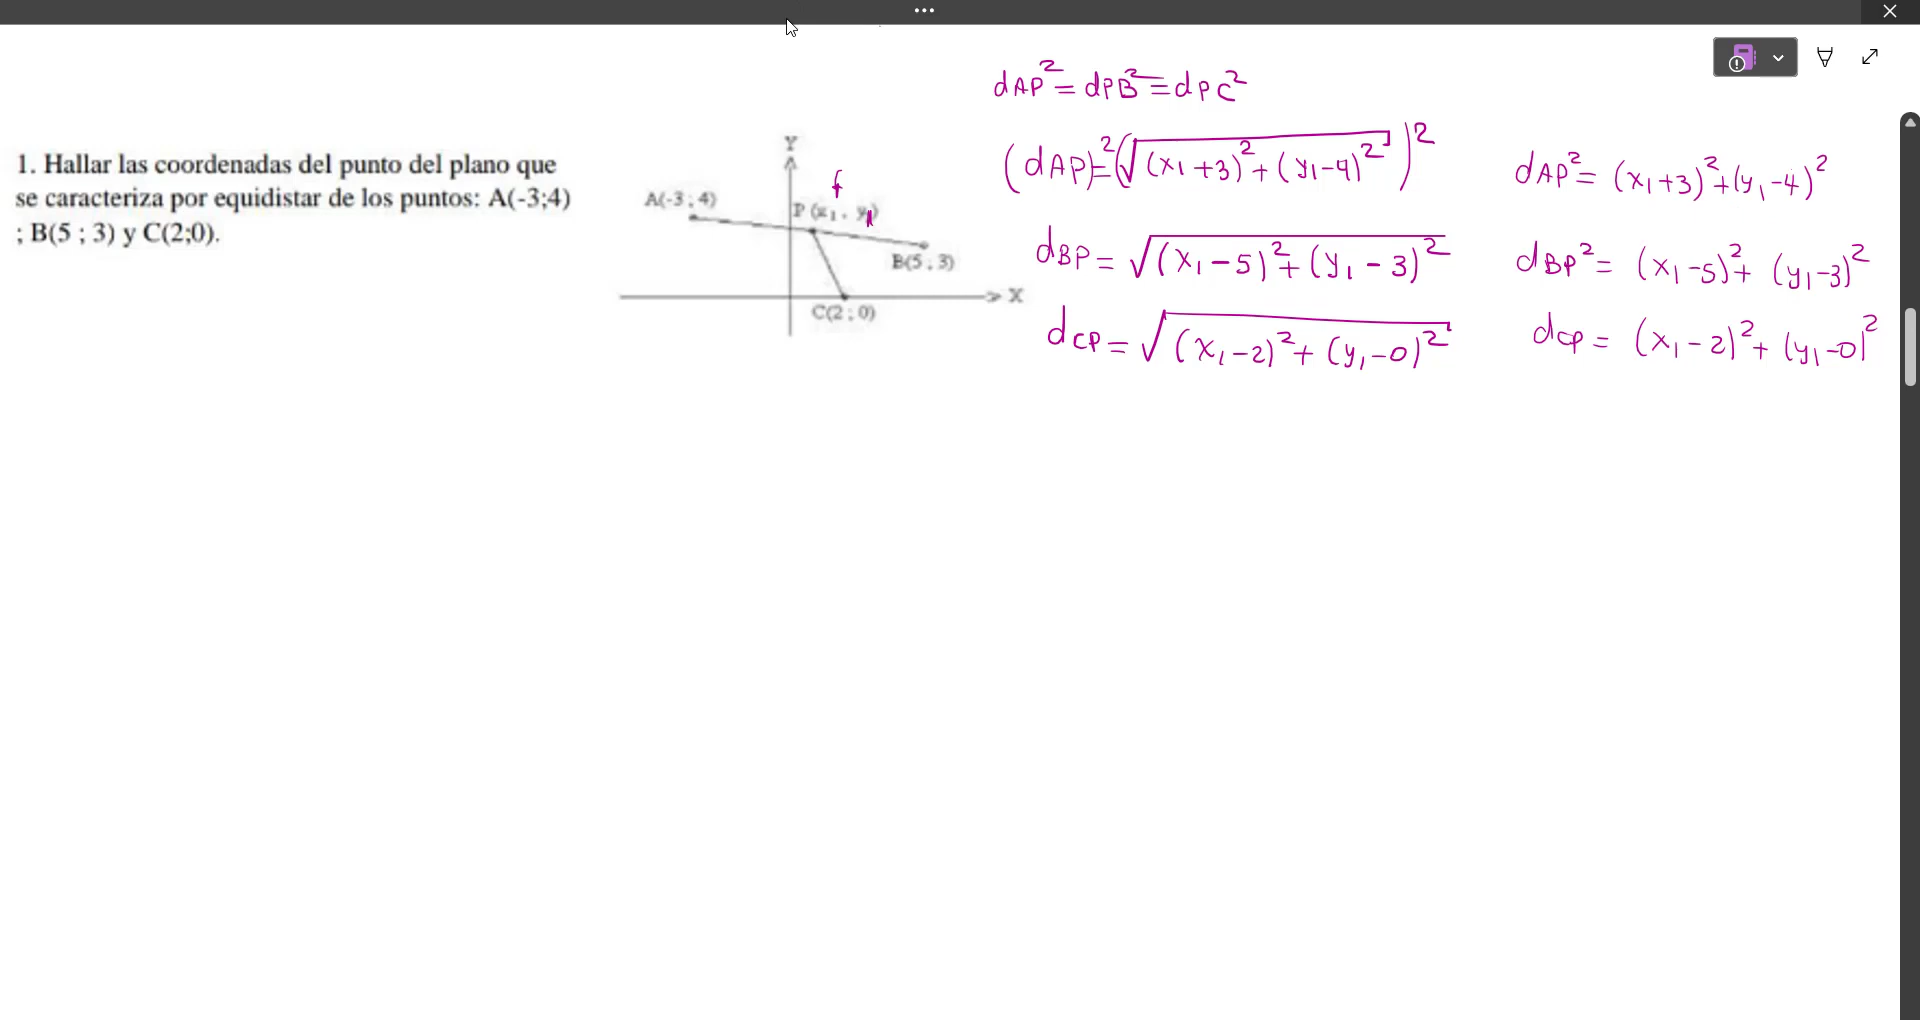 1. Hallar las coordenadas del punto del plano que
se caracteriza por equidistar de los puntos: A(-3;4)
; B(5 ; 3) y C(2;0).
Y
f
A(-3 ; 4)
P (x₁ , y₁)
B(5 ; 3)
X
C(2 ; 0)
dAP² = dPB² = dPC²
(dAP)² = (√((x₁+3)²+(y₁-4)²))²
dBP = √((x₁-5)²+(y₁-3)²)
dCP = √((x₁-2)²+(y₁-0)²)
dAP² = (x₁+3)²+(y₁-4)²
dBP² = (x₁-5)²+(y₁-3)²
dCP = (x₁-2)²+(y₁-0)²